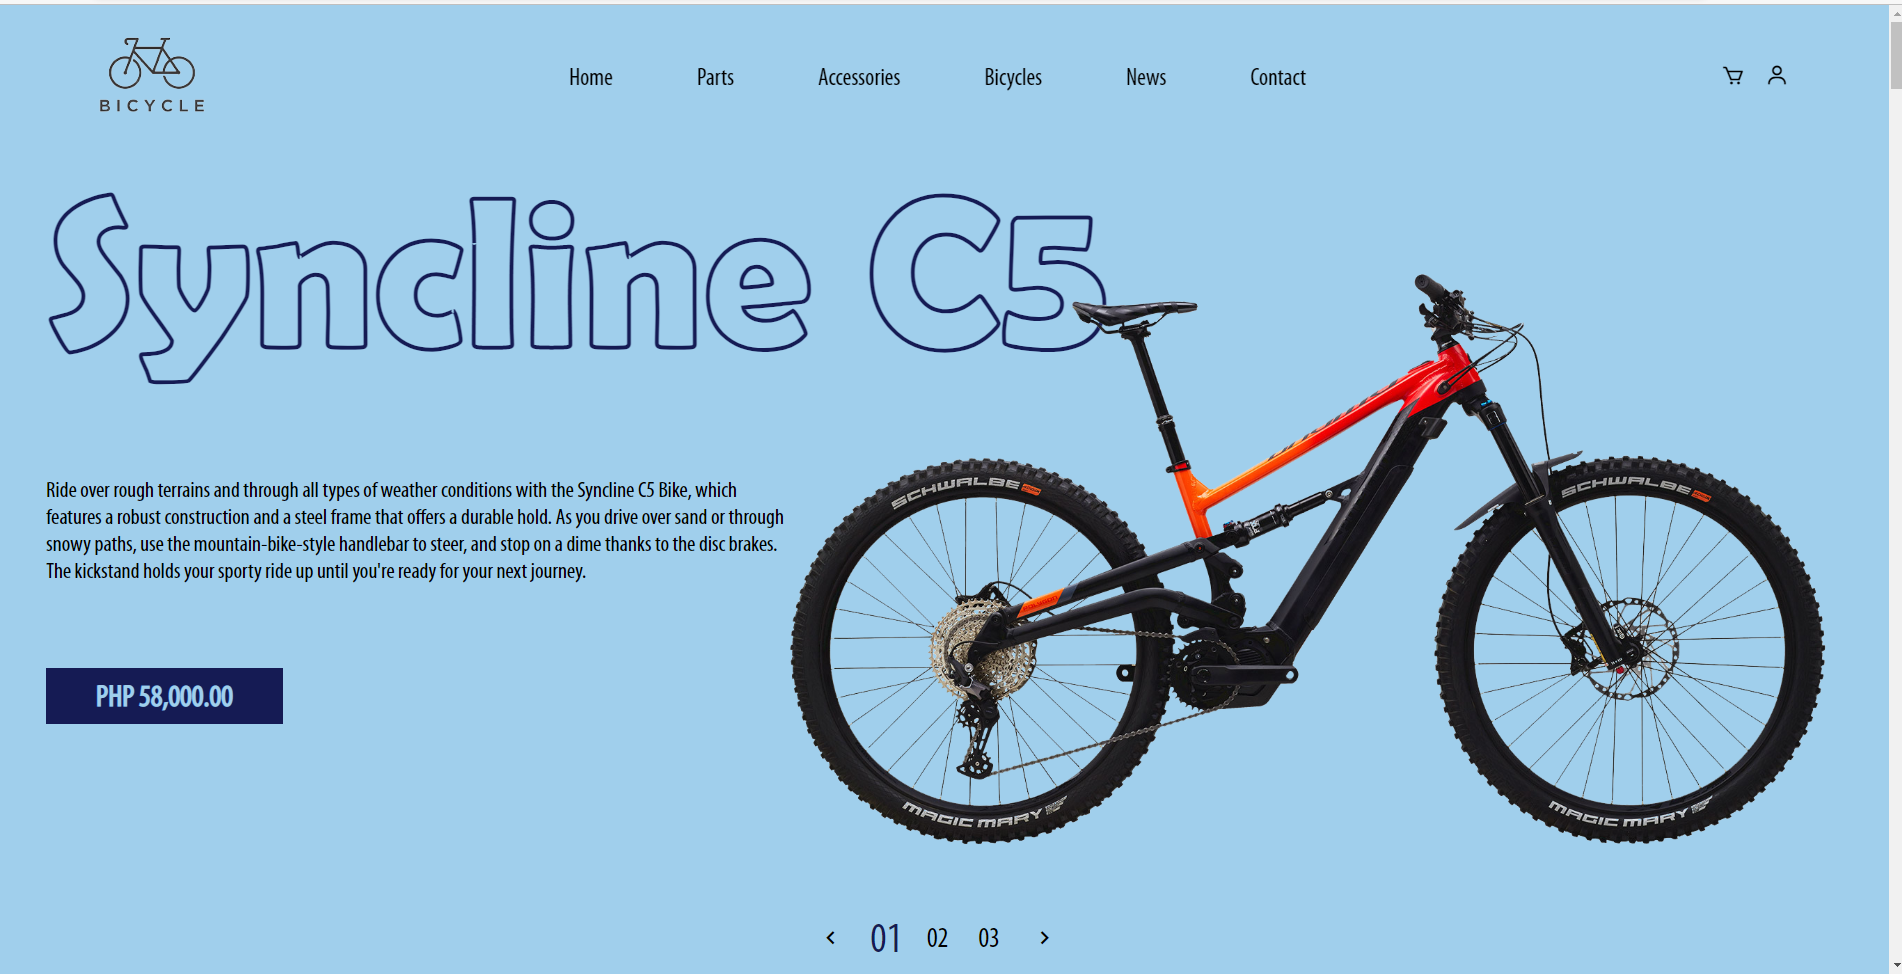 BICYCLE
Home
Parts
Accessories
Bicycles
News
Contact
Syncline C5
Ride over rough terrains and through all types of weather conditions with the Syncline C5 Bike, which
features a robust construction and a steel frame that offers a durable hold. As you drive over sand or through
snowy paths, use the mountain-bike-style handlebar to steer, and stop on a dime thanks to the disc brakes.
The kickstand holds your sporty ride up until you're ready for your next journey.
PHP 58,000.00
SCHWALBE
SCHWALBE
MAGIC MARY
MAGIC MARY
01
02
03